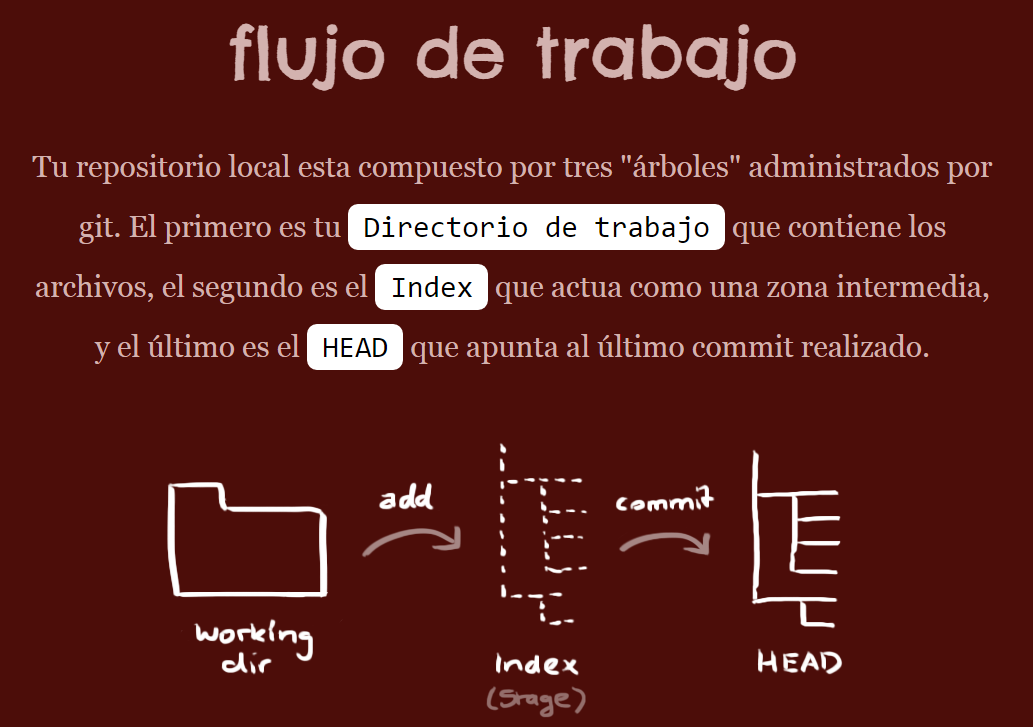 flujo de trabajo
Tu repositorio local esta compuesto por tres "árboles" administrados por
git. El primero es tu Directorio de trabajo que contiene los
archivos, el segundo es el Index que actua como una zona intermedia,
y el último es el HEAD que apunta al último commit realizado.
add
commit
working
dir
Index
(Stage)
HEAD